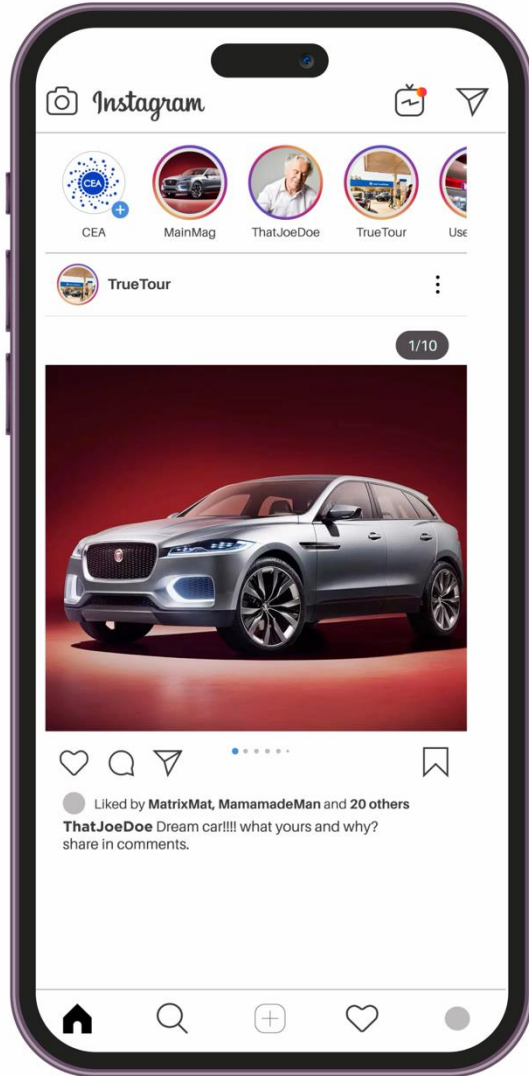 Instagram
CEA
CEA
MainMag
ThatJoeDoe
TrueTour
Use
TrueTour
1/10
Liked by MatrixMat, MamamadeMan and 20 others
ThatJoeDoe Dream car!!!! what yours and why?
share in comments.